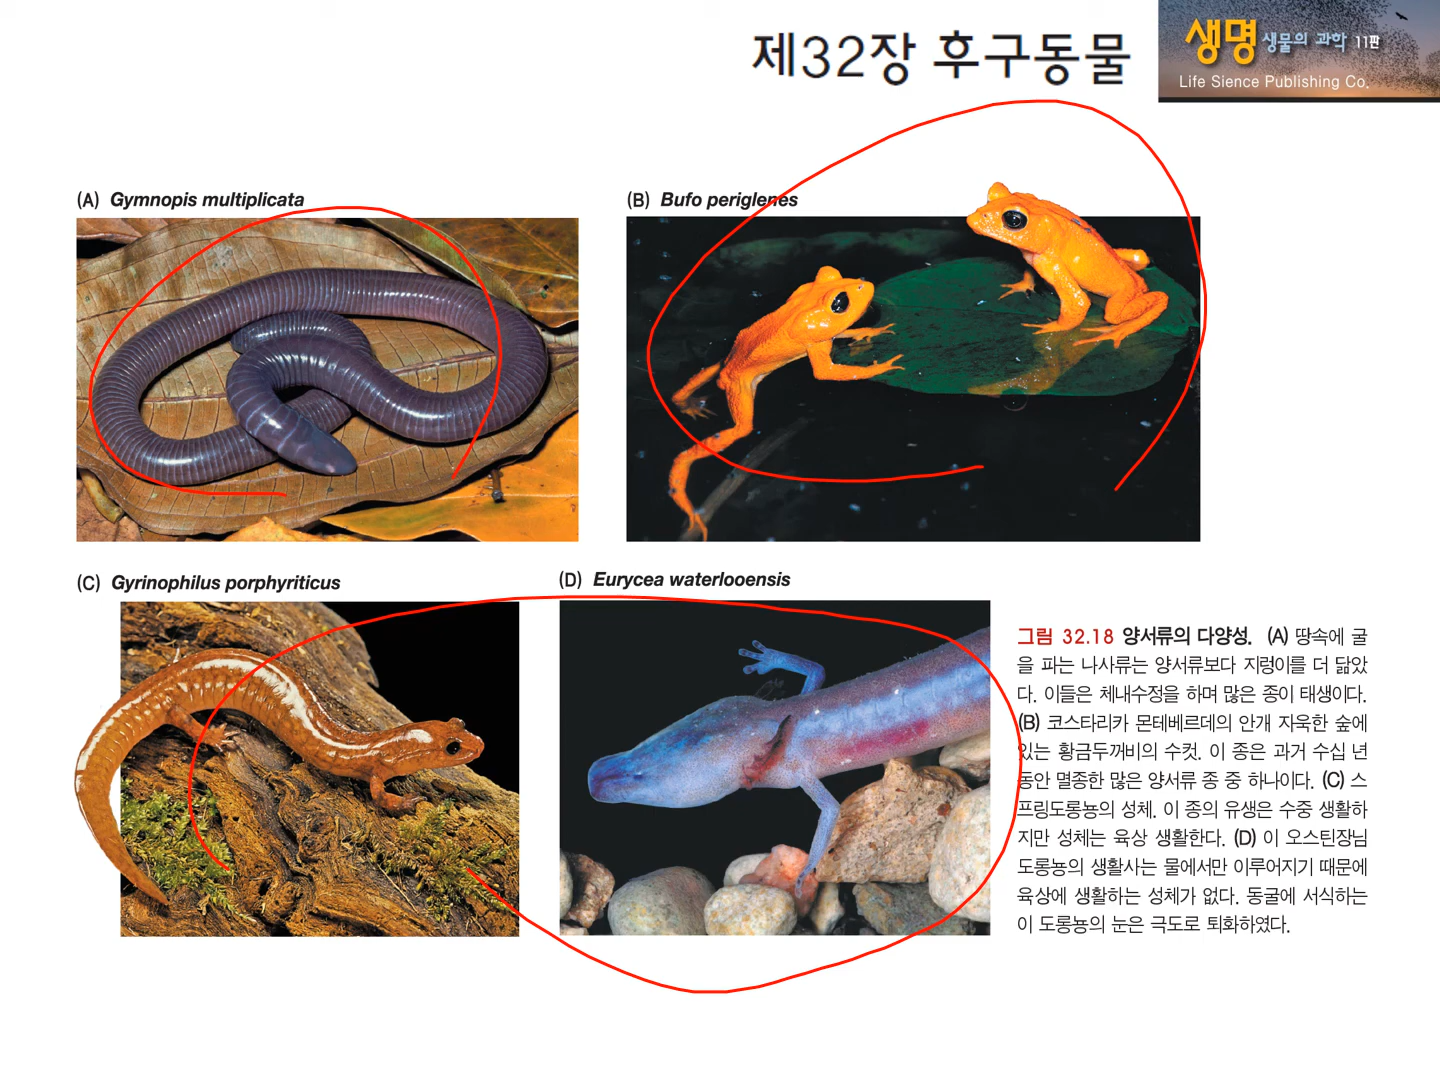 제32장 후구동물
생명 생물의 과학 11판
Life Sience Publishing Co.
(A) Gymnopis multiplicata
(B) Bufo periglenes
(C) Gyrinophilus porphyriticus
(D) Eurycea waterlooensis
그림 32.18 양서류의 다양성. (A) 땅속에 굴
을 파는 나사류는 양서류보다 지렁이를 더 닮았
다. 이들은 체내수정을 하며 많은 종이 태생이다.
(B) 코스타리카 몬테베르데의 안개 자욱한 숲에
있는 황금두꺼비의 수컷. 이 종은 과거 수십 년
동안 멸종한 많은 양서류 종 중 하나이다. (C) 스
프링도롱뇽의 성체. 이 종의 유생은 수중 생활하
지만 성체는 육상 생활한다. (D) 이 오스틴장님
도롱뇽의 생활사는 물에서만 이루어지기 때문에
육상에 생활하는 성체가 없다. 동굴에 서식하는
이 도롱뇽의 눈은 극도로 퇴화하였다.